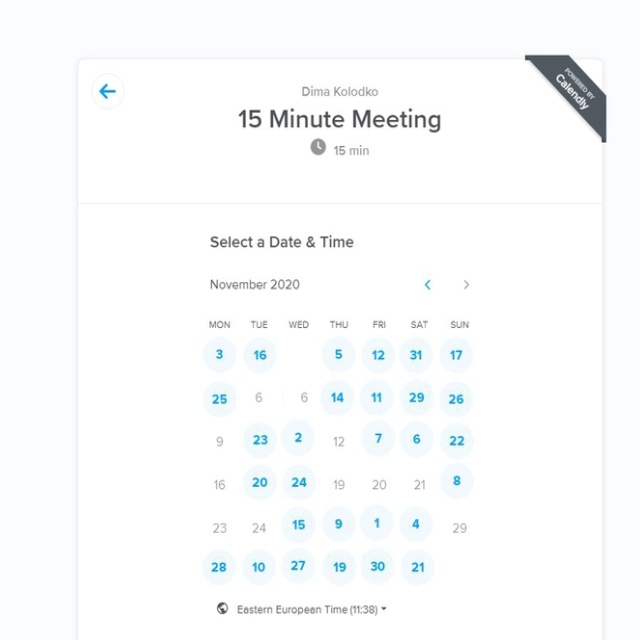 POWERED BY
Calendly
Dima Kolodko
15 Minute Meeting
15 min
Select a Date & Time
November 2020
MON TUE WED THU FRI SAT SUN
3 16 5 12 31 17
25 6 6 14 11 29 26
9 23 2 12 7 6 22
16 20 24 19 20 21 8
23 24 15 9 1 4 29
28 10 27 19 30 21
Eastern European Time (11:38)